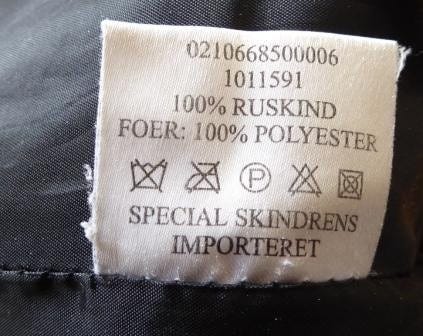 0210668500006
1011591
100% RUSKIND
FOER: 100% POLYESTER
P
SPECIAL SKINDRENS
IMPORTERET